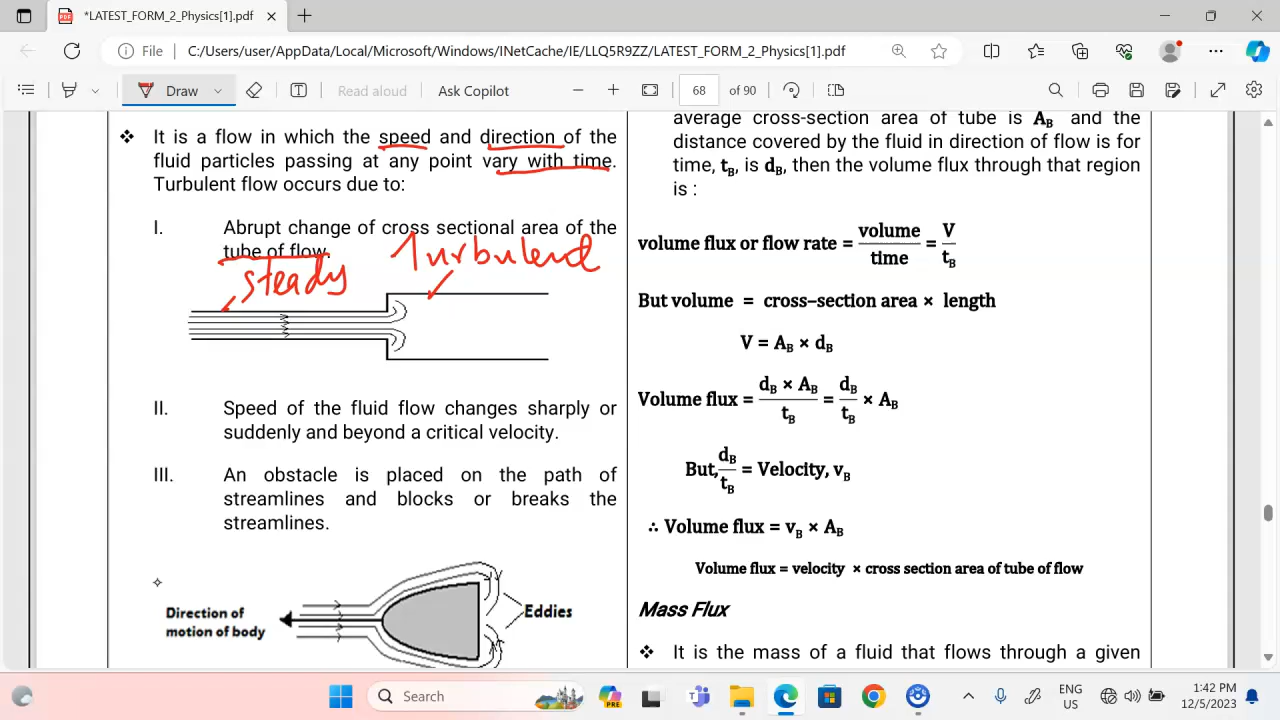 *LATEST_FORM_2_Physics[1].pdf
File
C:/Users/user/AppData/Local/Microsoft/Windows/INetCache/IE/LLQ5R9ZZ/LATEST_FORM_2_Physics[1].pdf
Draw
Read aloud
Ask Copilot
68
of 90
It is a flow in which the speed and direction of the
fluid particles passing at any point vary with time.
Turbulent flow occurs due to:
I. Abrupt change of cross sectional area of the
tube of flow.
steady
Turbulent
II. Speed of the fluid flow changes sharply or
suddenly and beyond a critical velocity.
III. An obstacle is placed on the path of
streamlines and blocks or breaks the
streamlines.
Direction of
motion of body
Eddies
average cross-section area of tube is A_B and the
distance covered by the fluid in direction of flow is for
time, t_B, is d_B, then the volume flux through that region
is :
volume flux or flow rate = volume/time = V/t_B
But volume = cross–section area × length
V = A_B × d_B
Volume flux = d_B × A_B/t_B = d_B/t_B × A_B
But, d_B/t_B = Velocity, v_B
∴ Volume flux = v_B × A_B
Volume flux = velocity × cross section area of tube of flow
Mass Flux
It is the mass of a fluid that flows through a given
Search
PRE
ENG
US
1:42 PM
12/5/2023